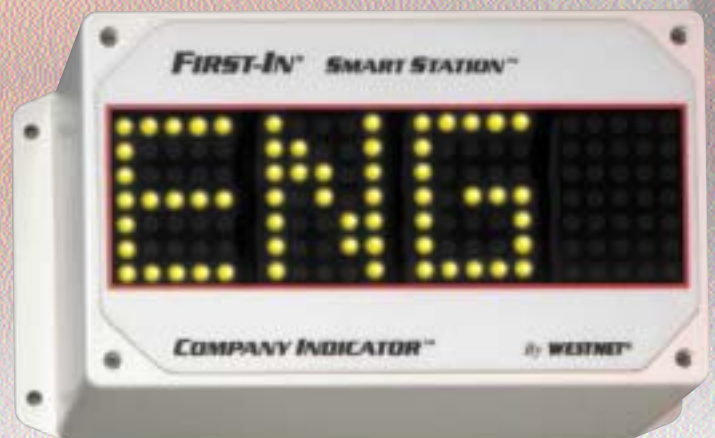 FIRST-IN® SMART STATION™
ENG
COMPANY INDICATOR™ By WESTNET®